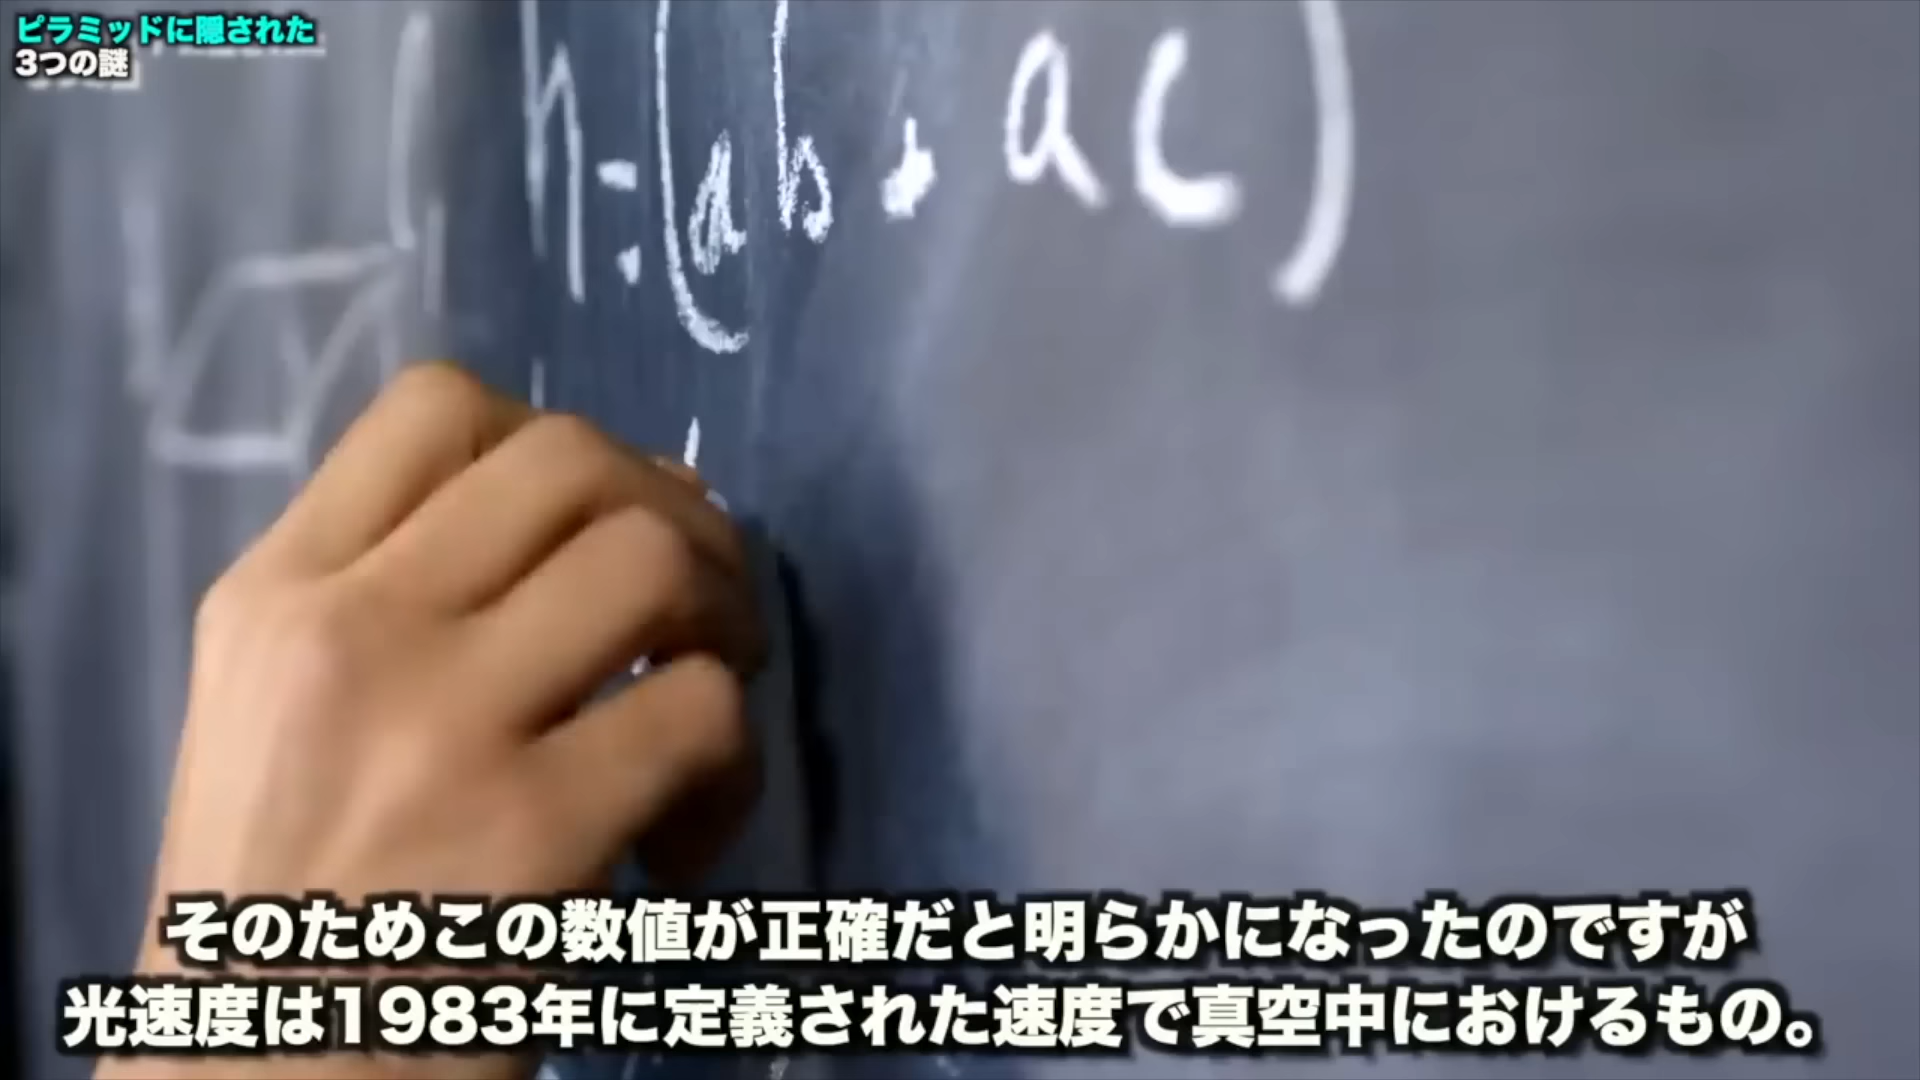 ピラミッドに隠された
3つの謎
h=(ab+ac)
そのためこの数値が正確だと明らかになったのですが
光速度は1983年に定義された速度で真空中におけるもの。